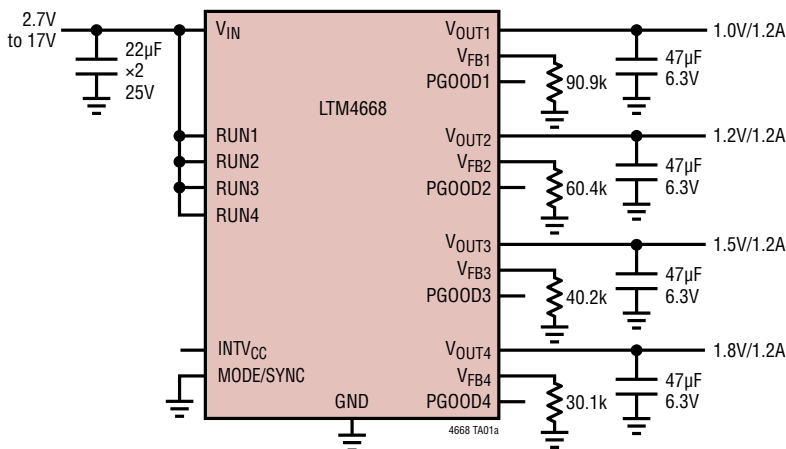 2.7V
to 17V
22µF
×2
25V
VIN
RUN1
RUN2
RUN3
RUN4
INTVCC
MODE/SYNC
LTM4668
GND
VOUT1
VFB1
PGOOD1
VOUT2
VFB2
PGOOD2
VOUT3
VFB3
PGOOD3
VOUT4
VFB4
PGOOD4
90.9k
47µF
6.3V
1.0V/1.2A
60.4k
47µF
6.3V
1.2V/1.2A
40.2k
47µF
6.3V
1.5V/1.2A
30.1k
47µF
6.3V
1.8V/1.2A
4668 TA01a